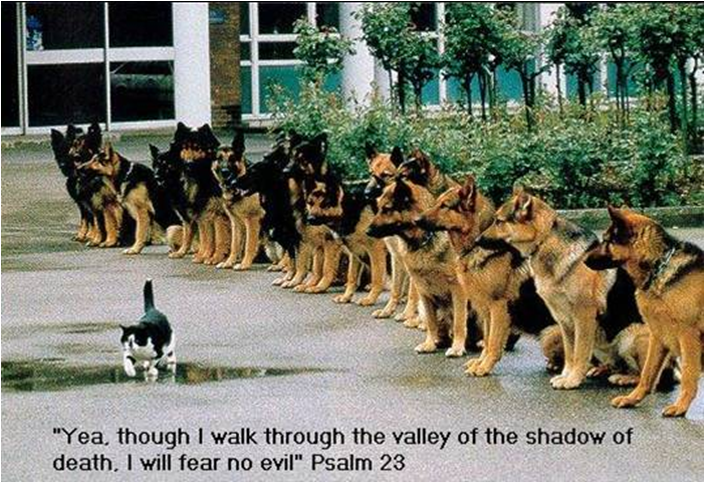 "Yea, though I walk through the valley of the shadow of
death, I will fear no evil" Psalm 23